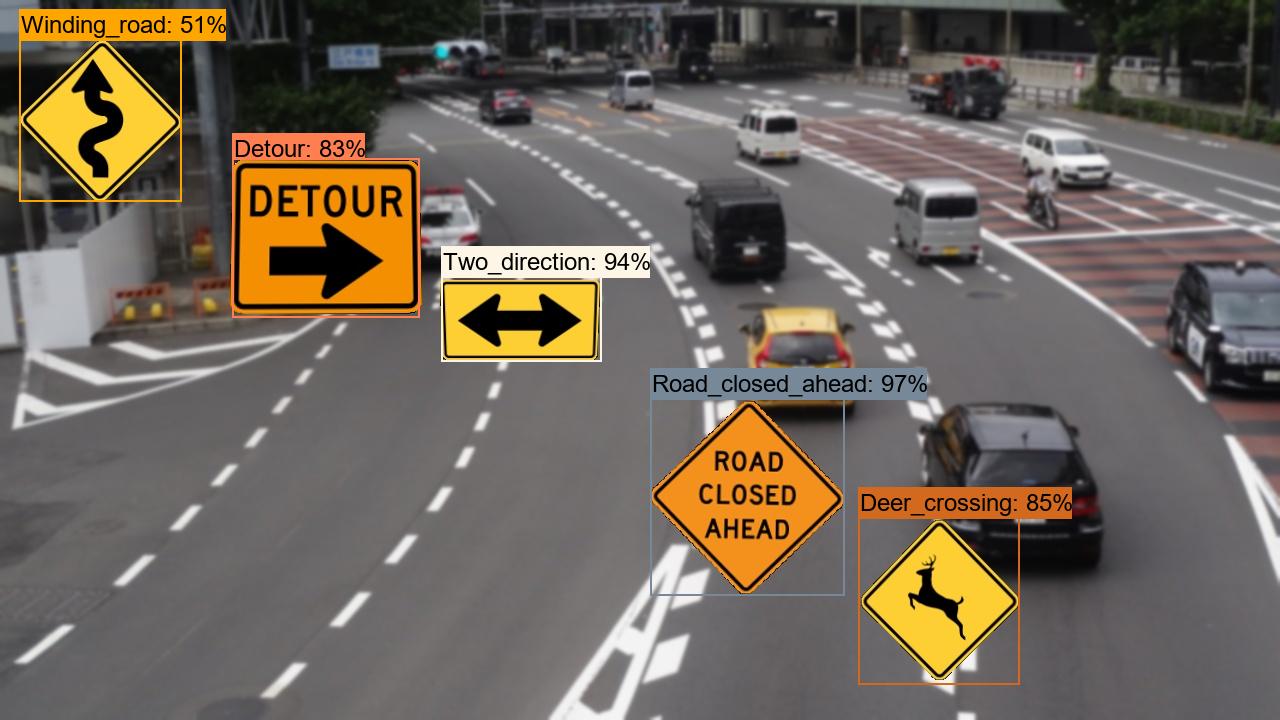 Winding_road: 51%
Detour: 83%
DETOUR
Two_direction: 94%
Road_closed_ahead: 97%
ROAD
CLOSED
AHEAD
Deer_crossing: 85%